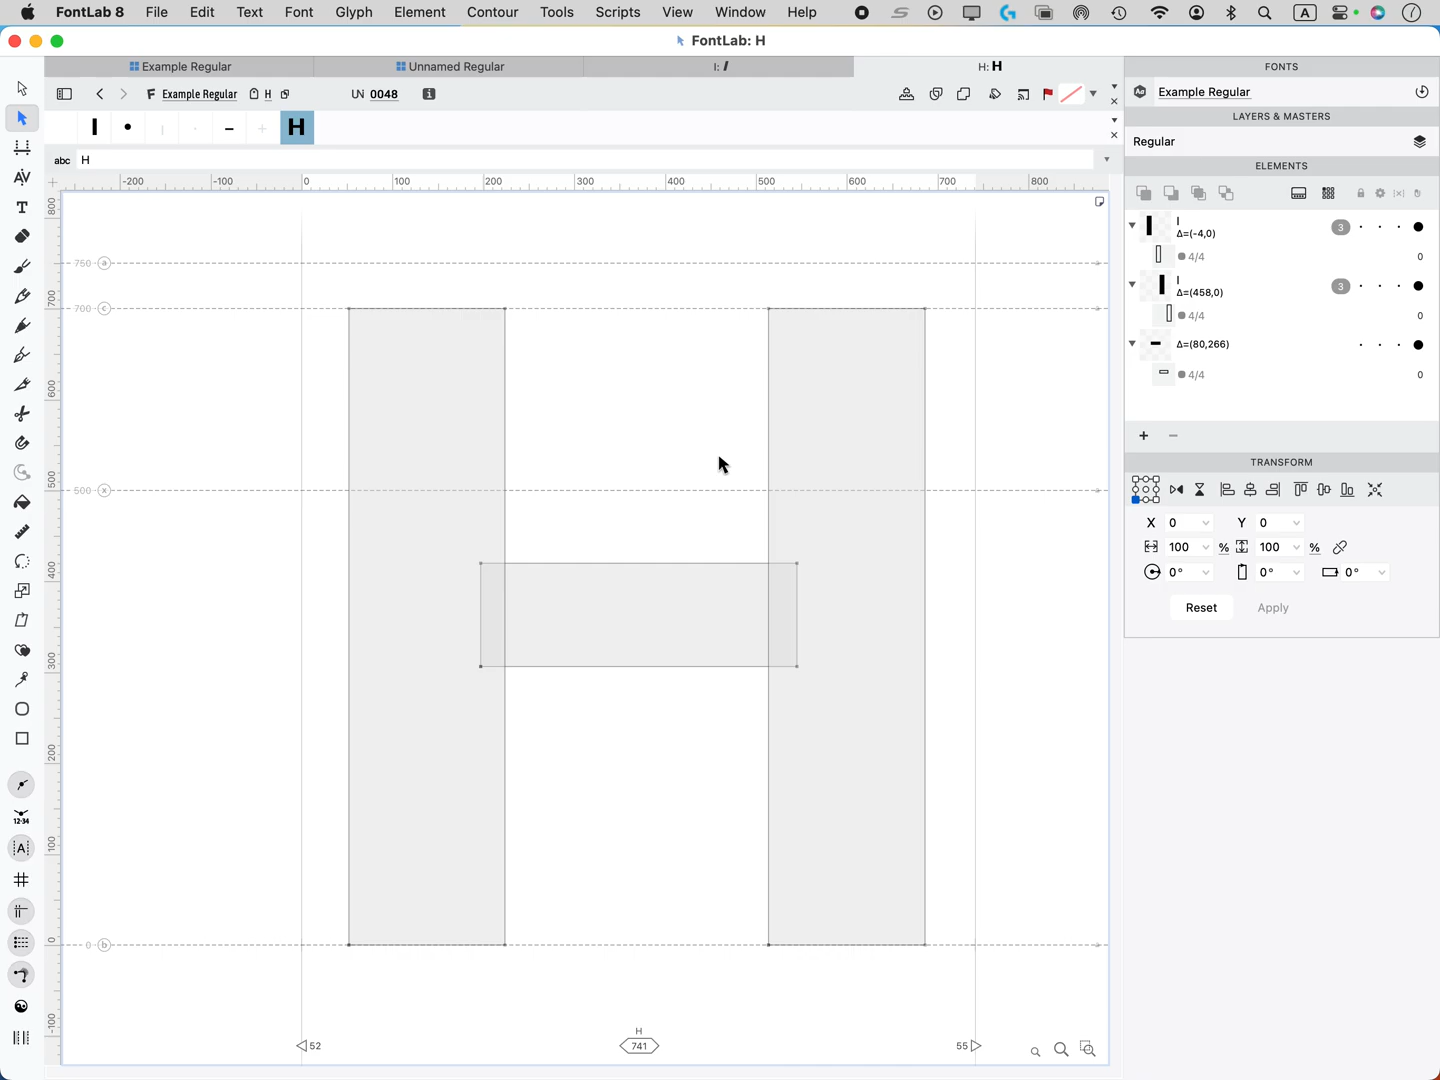 FontLab 8 File Edit Text Font Glyph Element Contour Tools Scripts View Window Help A
FontLab: H
Example Regular Unnamed Regular I: I H: H
Example Regular H UN 0048
I • - + H
abc H
-200 -100 0 100 200 300 400 500 600 700 800
800
750 a
700 700 c
600
500 500 x
400
300
200
100
0 0 b
-100
12-34
A
H
52 741 55
FONTS
Aa Example Regular
LAYERS & MASTERS
Regular
ELEMENTS
I
Δ=(-4,0) 3
4/4 0
I
Δ=(458,0) 3
4/4 0
Δ=(80,266)
4/4 0
+ −
TRANSFORM
X 0 Y 0
100 % 100 %
0° 0° 0°
Reset Apply